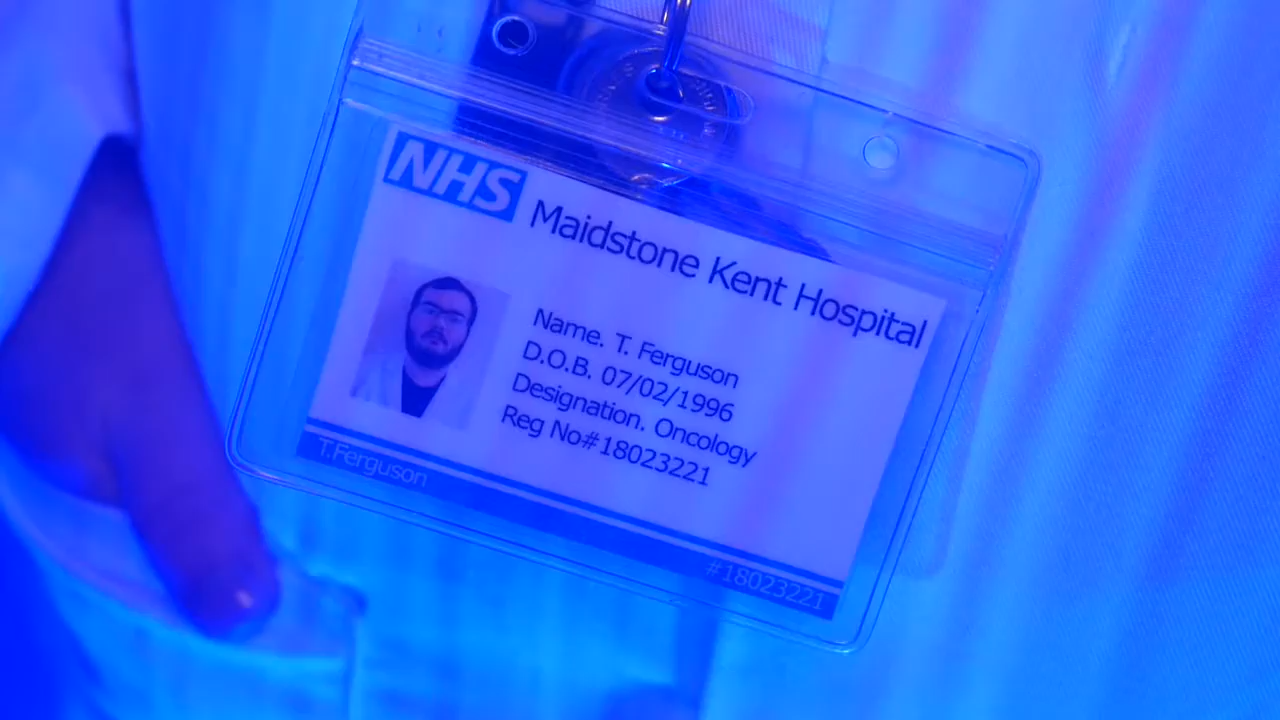 NHS
Maidstone Kent Hospital
Name. T. Ferguson
D.O.B. 07/02/1996
Designation. Oncology
Reg No#18023221
T.Ferguson
#18023221